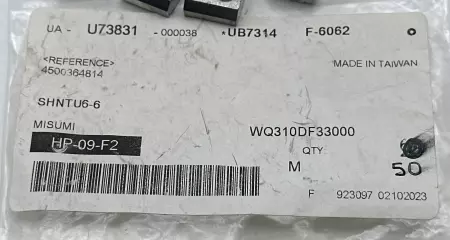 UA - U73831 -000038 *UB7314 F-6062
<REFERENCE> MADE IN TAIWAN
4500364814
SHNTU6-6
MISUMI WQ310DF33000
HP-09-F2 QTY
M 50
F 923097 02102023